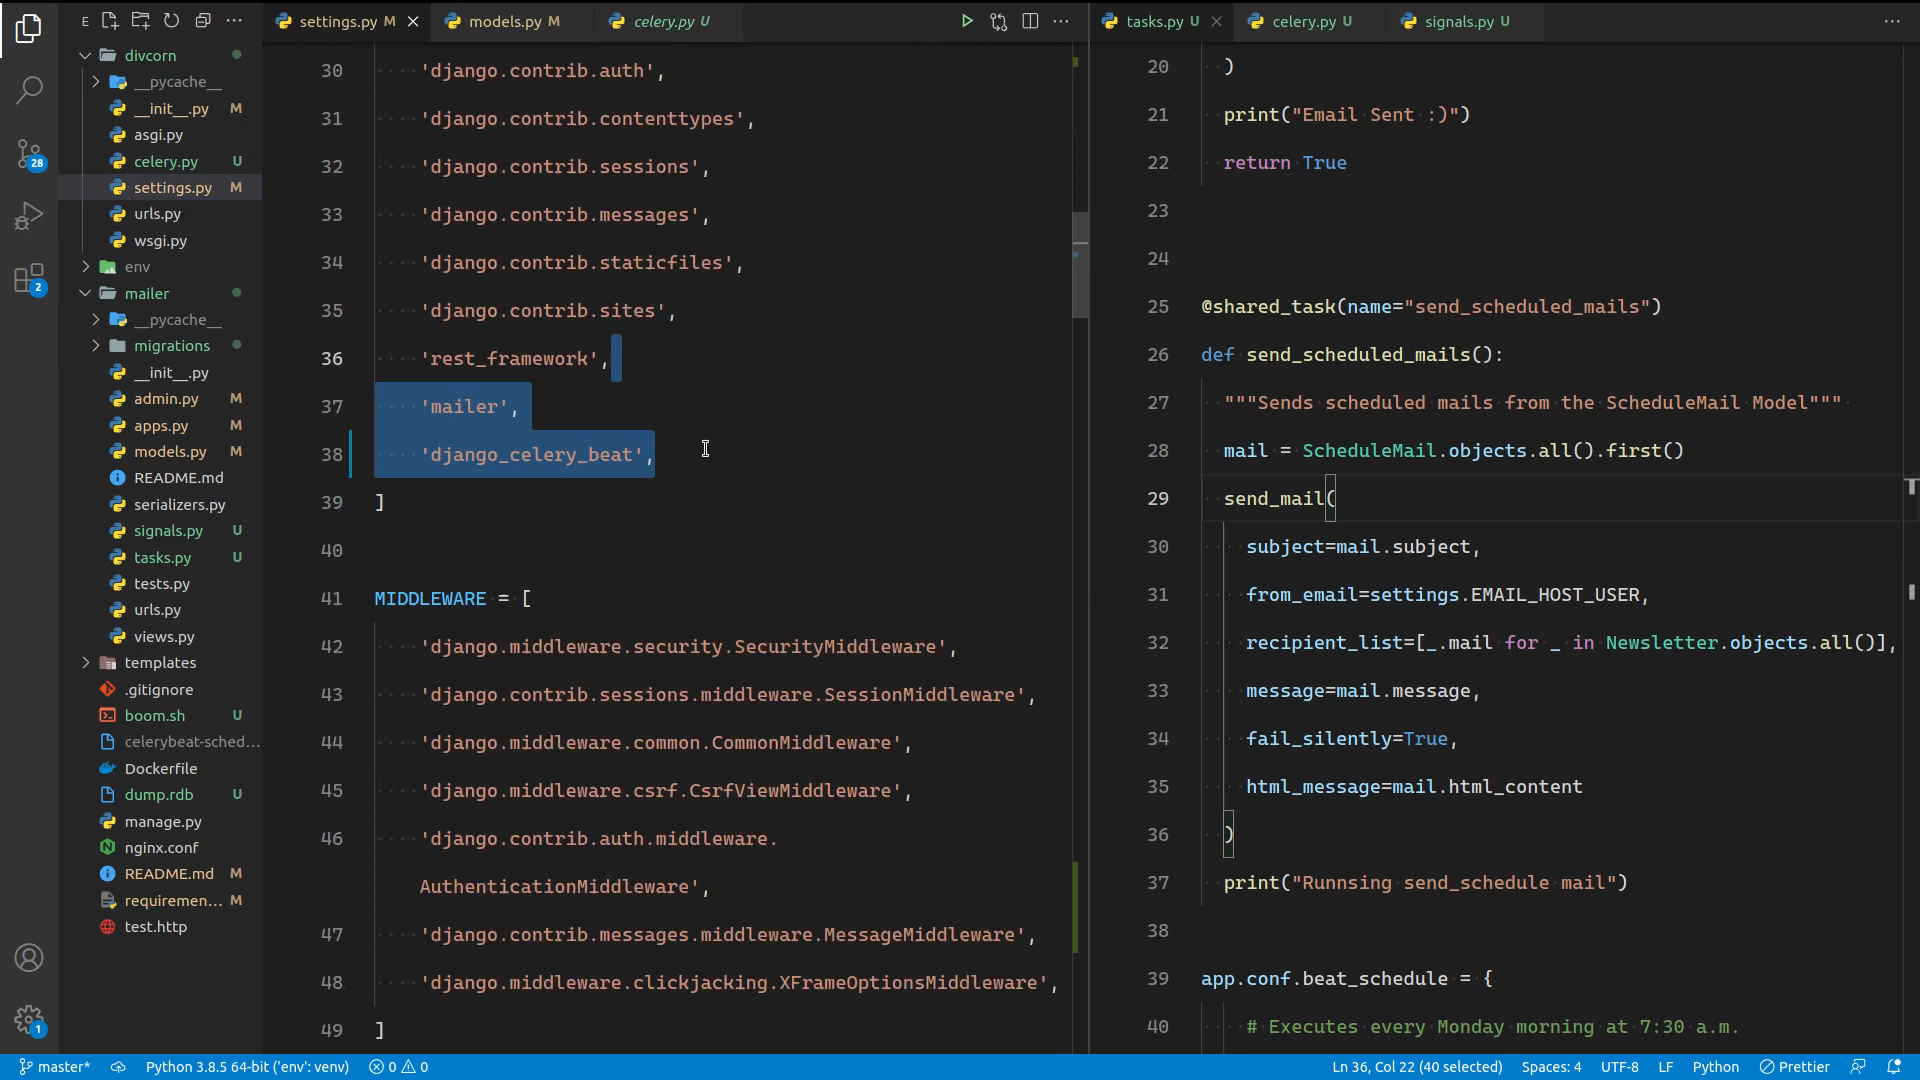 E ···
divcorn
__pycache__
__init__.py M
asgi.py
celery.py U
settings.py M
urls.py
wsgi.py
env
mailer
__pycache__
migrations
__init__.py
admin.py M
apps.py M
models.py M
README.md
serializers.py
signals.py U
tasks.py U
tests.py
urls.py
views.py
templates
.gitignore
boom.sh U
celerybeat-sched...
Dockerfile
dump.rdb U
manage.py
nginx.conf
README.md M
requiremen... M
test.http
28
2
1
settings.py M models.py M celery.py U
30 'django.contrib.auth',
31 'django.contrib.contenttypes',
32 'django.contrib.sessions',
33 'django.contrib.messages',
34 'django.contrib.staticfiles',
35 'django.contrib.sites',
36 'rest_framework',
37 'mailer',
38 'django_celery_beat',
39 ]
40
41 MIDDLEWARE = [
42 'django.middleware.security.SecurityMiddleware',
43 'django.contrib.sessions.middleware.SessionMiddleware',
44 'django.middleware.common.CommonMiddleware',
45 'django.middleware.csrf.CsrfViewMiddleware',
46 'django.contrib.auth.middleware.
AuthenticationMiddleware',
47 'django.contrib.messages.middleware.MessageMiddleware',
48 'django.middleware.clickjacking.XFrameOptionsMiddleware',
49 ]
tasks.py U celery.py U signals.py U
20 )
21 print("Email Sent :)")
22 return True
23
24
25 @shared_task(name="send_scheduled_mails")
26 def send_scheduled_mails():
27 """Sends scheduled mails from the ScheduleMail Model"""
28 mail = ScheduleMail.objects.all().first()
29 send_mail(
30 subject=mail.subject,
31 from_email=settings.EMAIL_HOST_USER,
32 recipient_list=[_.mail for _ in Newsletter.objects.all()],
33 message=mail.message,
34 fail_silently=True,
35 html_message=mail.html_content
36 )
37 print("Runnsing send_schedule mail")
38
39 app.conf.beat_schedule = {
40 # Executes every Monday morning at 7:30 a.m.
master* Python 3.8.5 64-bit ('env': venv) 0 0 Ln 36, Col 22 (40 selected) Spaces: 4 UTF-8 LF Python Prettier